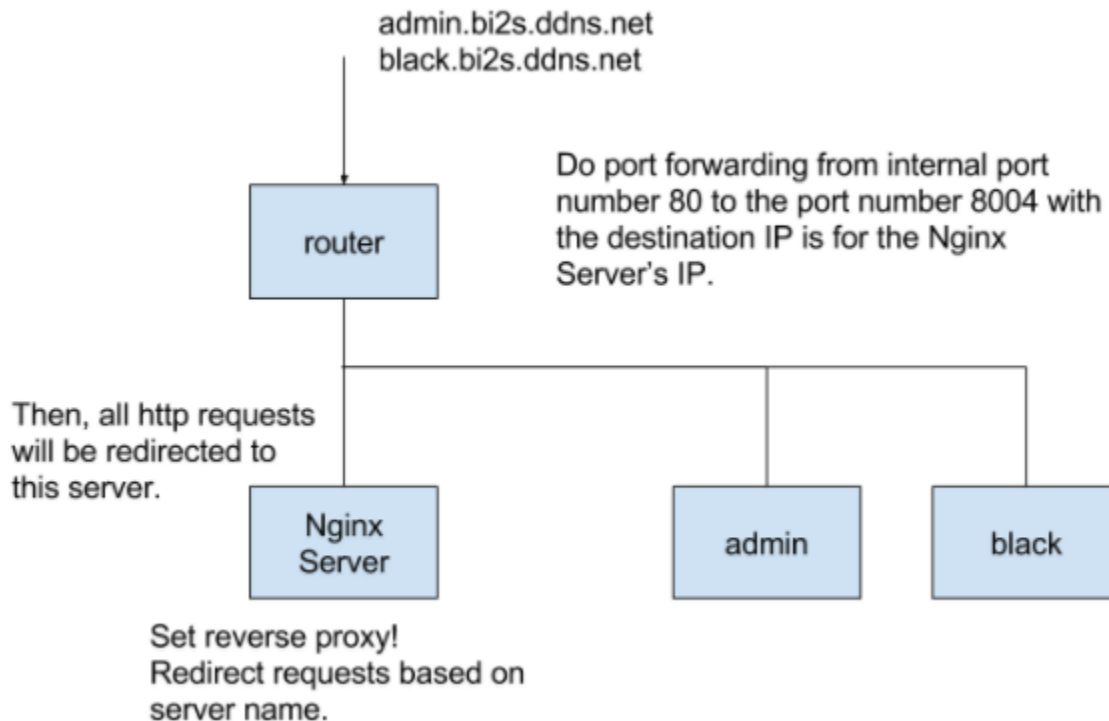 admin.bi2s.ddns.net
black.bi2s.ddns.net
Do port forwarding from internal port
number 80 to the port number 8004 with
the destination IP is for the Nginx
Server's IP.
router
Then, all http requests
will be redirected to
this server.
Nginx
Server
admin
black
Set reverse proxy!
Redirect requests based on
server name.